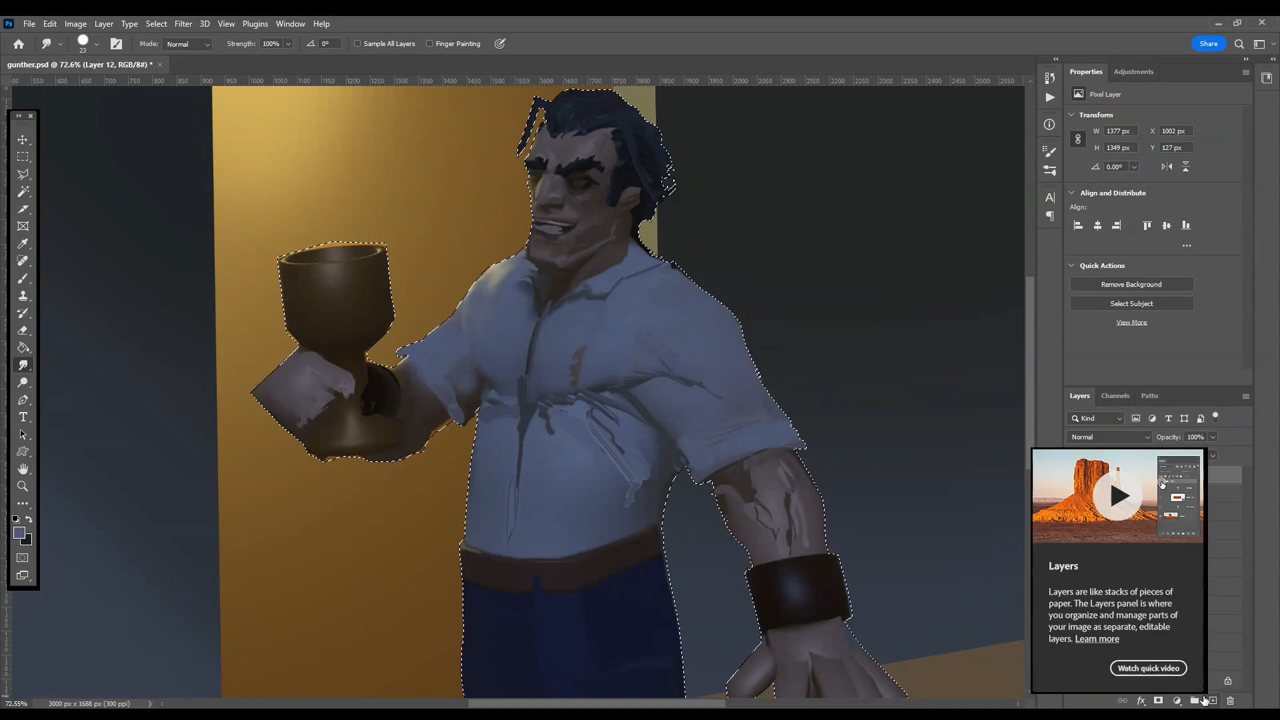 Ps File Edit Image Layer Type Select Filter 3D View Plugins Window Help
23 Mode: Normal Strength: 100% 0° Sample All Layers Finger Painting Share
gunther.psd @ 72.6% (Layer 12, RGB/8#) *
Properties Adjustments
Pixel Layer
Transform
W 1377 px X 1002 px
H 1349 px Y 127 px
0.00°
Align and Distribute
Align:
Quick Actions
Remove Background
Select Subject
View More
Layers Channels Paths
Kind
Normal Opacity: 100%
Layers
Layers are like stacks of pieces of
paper. The Layers panel is where
you organize and manage parts of
your image as separate, editable
layers. Learn more
Watch quick video
72.55% 3000 px x 1688 px (300 ppi)